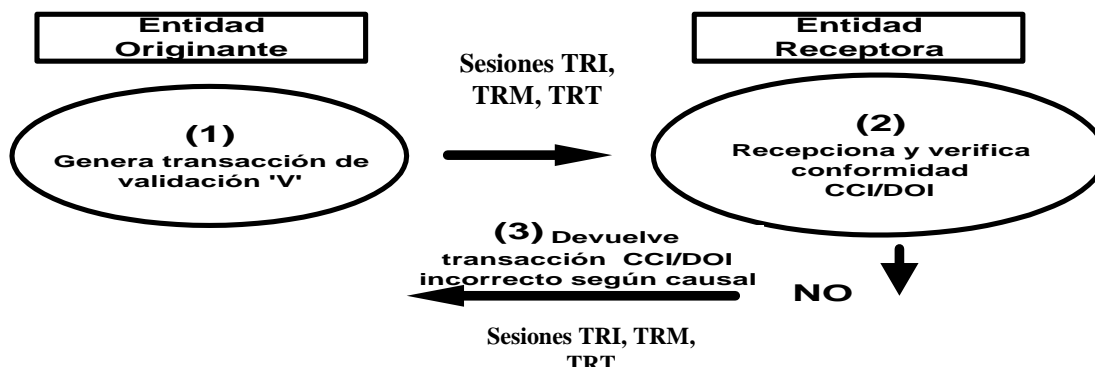 Entidad
Originante
Entidad
Receptora
Sesiones TRI,
TRM, TRT
(1)
Genera transacción de
validación 'V'
(2)
Recepciona y verifica
conformidad
CCI/DOI
(3) Devuelve
transacción CCI/DOI
incorrecto según causal
NO
Sesiones TRI, TRM,
TRT